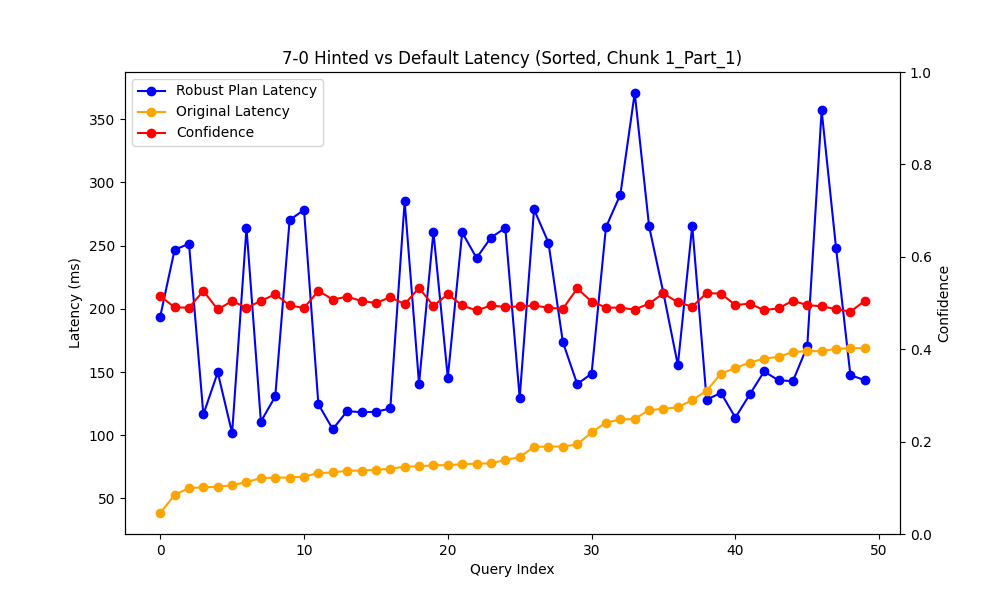 7-0 Hinted vs Default Latency (Sorted, Chunk 1_Part_1)
Robust Plan Latency
Original Latency
Confidence
Latency (ms)
350
300
250
200
150
100
50
1.0
0.8
0.6
0.4
0.2
0.0
Confidence
0
10
20
30
40
50
Query Index